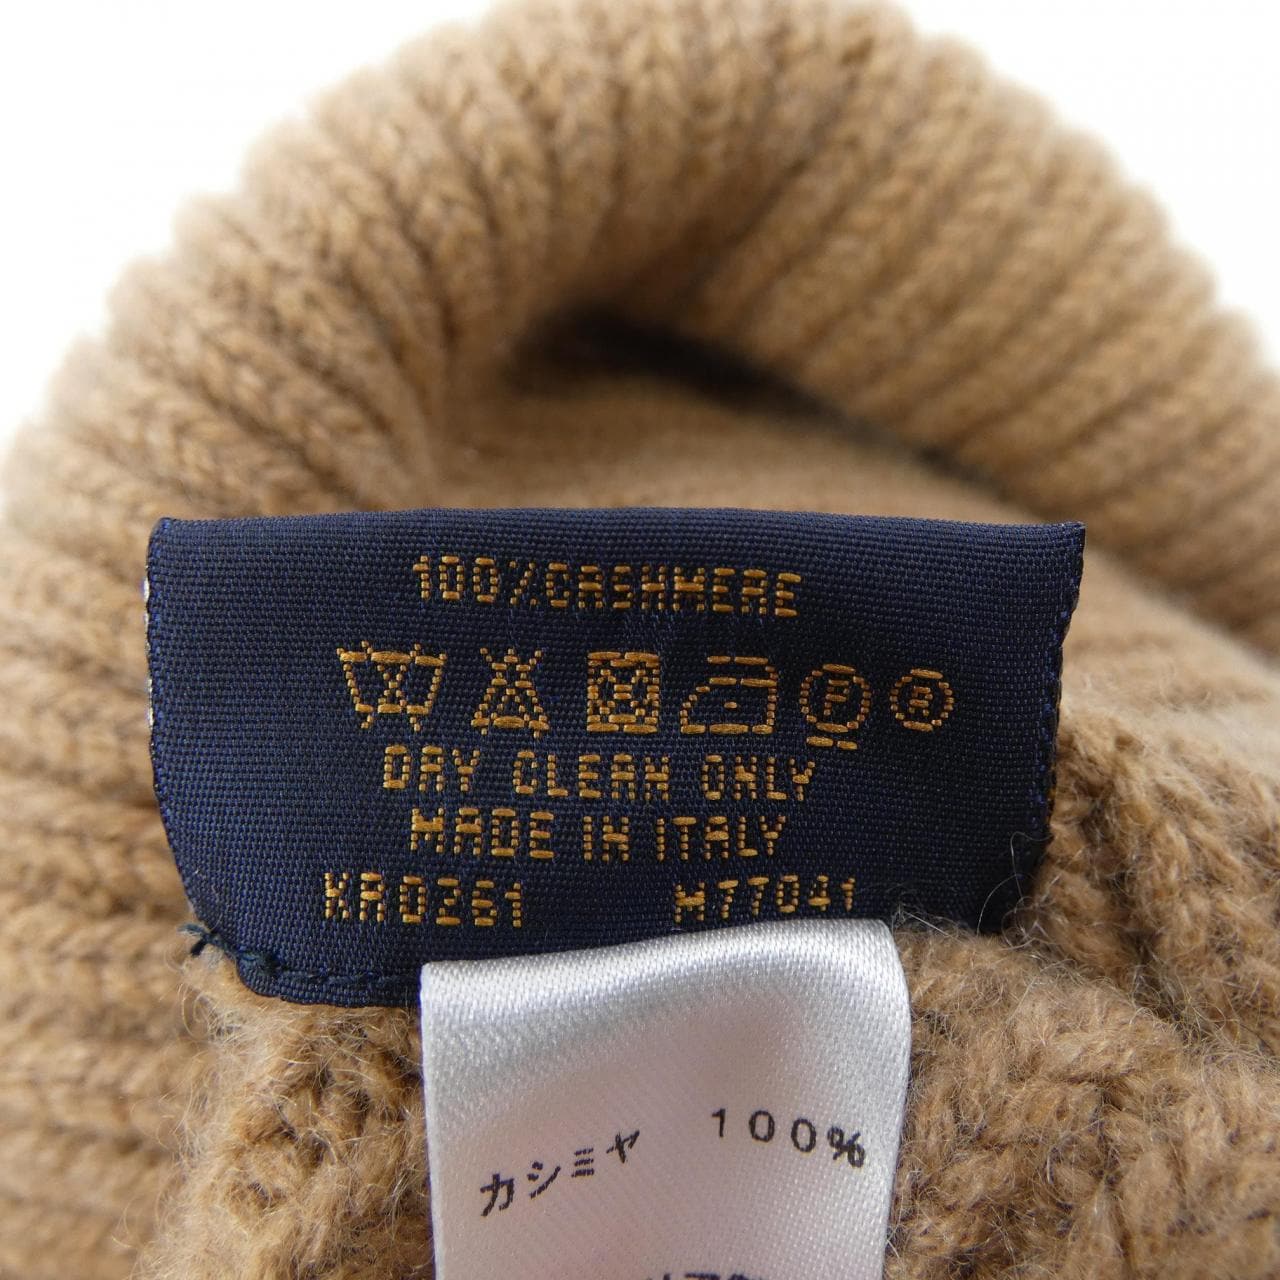 100%CASHMERE
P R
DRY CLEAN ONLY
MADE IN ITALY
KR0261 M77041
カシミヤ 100%